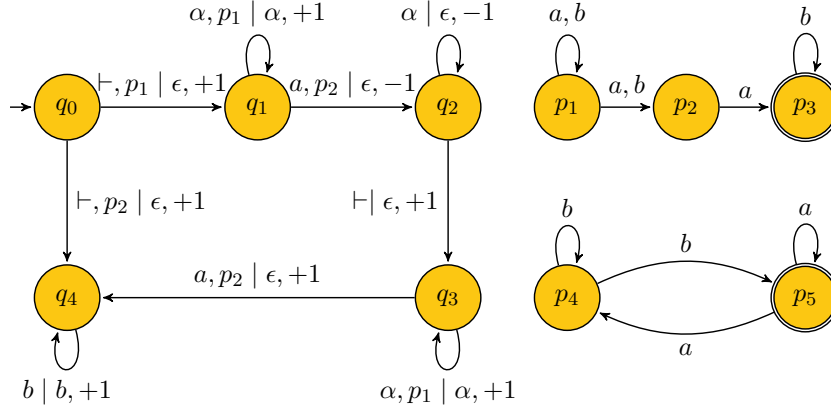 α, p₁ | α, +1
α | ϵ, −1
a, b
b
q₀
⊢, p₁ | ϵ, +1
q₁
a, p₂ | ϵ, −1
q₂
p₁
a, b
p₂
a
p₃
⊢, p₂ | ϵ, +1
⊢| ϵ, +1
b
b
a
q₄
a, p₂ | ϵ, +1
q₃
p₄
a
p₅
b | b, +1
α, p₁ | α, +1